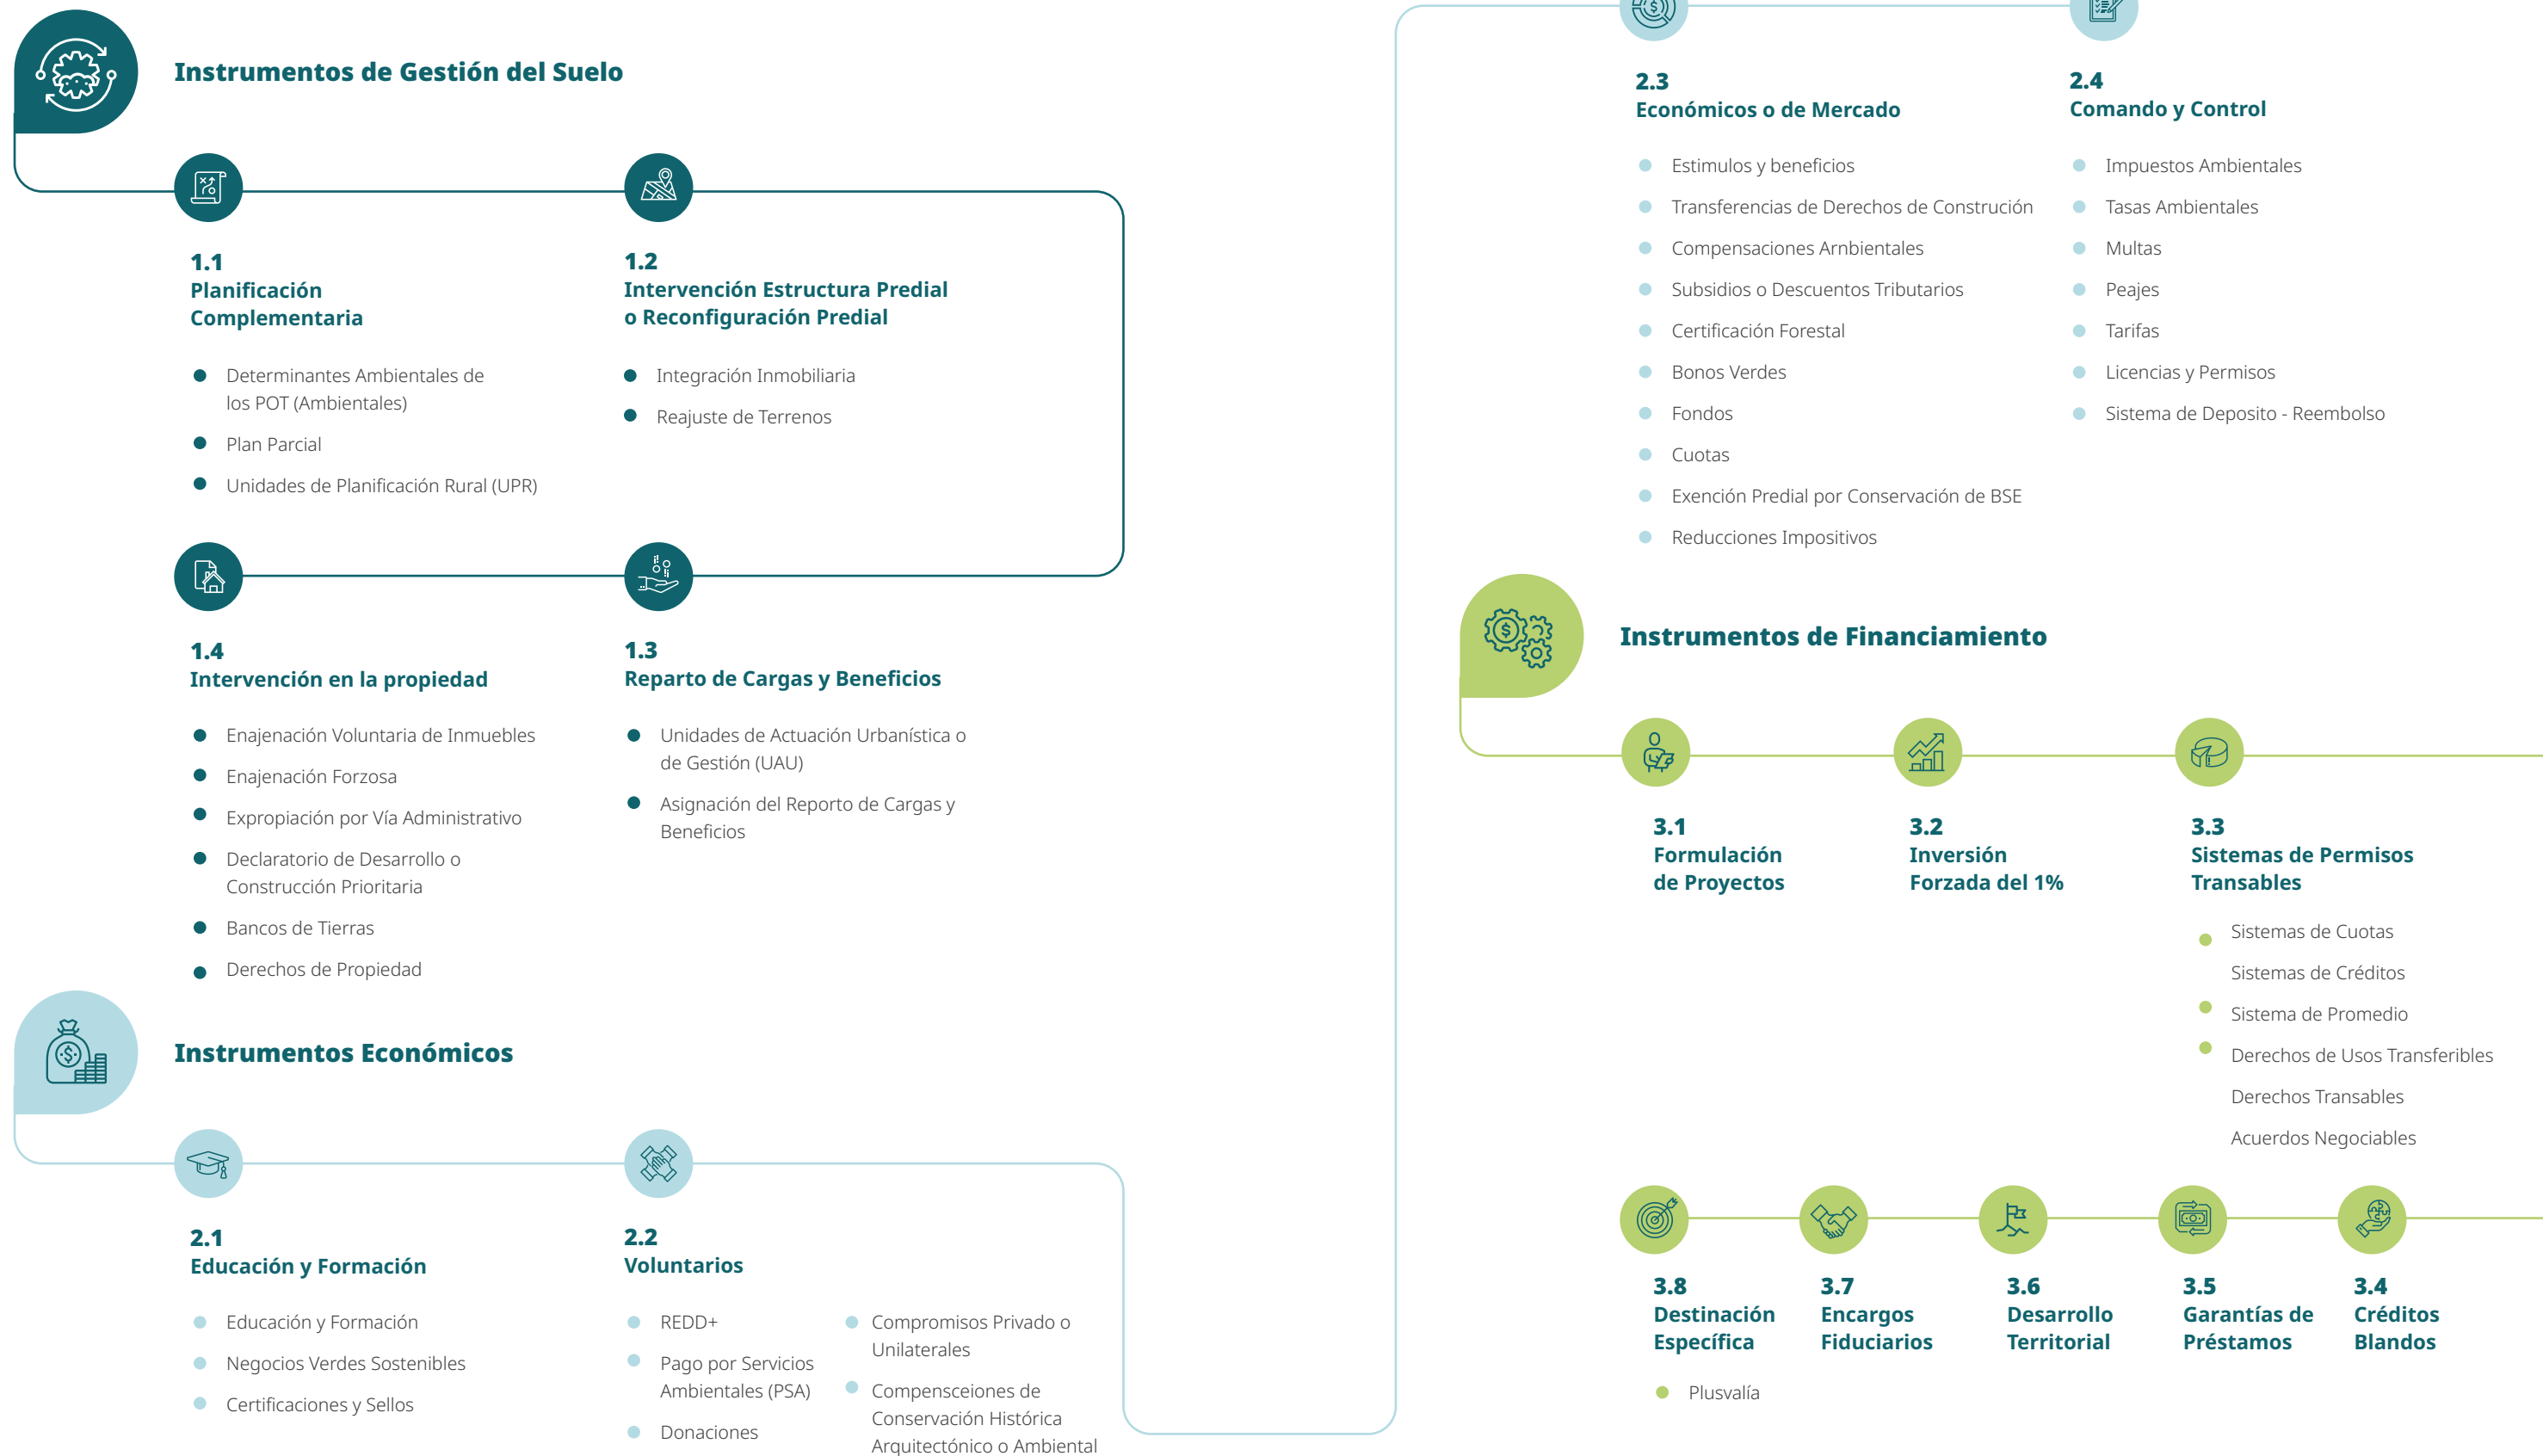 Instrumentos de Gestión del Suelo
1.1
Planificación
Complementaria
Determinantes Ambientales de
los POT (Ambientales)
Plan Parcial
Unidades de Planificación Rural (UPR)
1.2
Intervención Estructura Predial
o Reconfiguración Predial
Integración Inmobiliaria
Reajuste de Terrenos
1.4
Intervención en la propiedad
Enajenación Voluntaria de Inmuebles
Enajenación Forzosa
Expropiación por Vía Administrativo
Declaratorio de Desarrollo o
Construcción Prioritaria
Bancos de Tierras
Derechos de Propiedad
1.3
Reparto de Cargas y Beneficios
Unidades de Actuación Urbanística o
de Gestión (UAU)
Asignación del Reporto de Cargas y
Beneficios
Instrumentos Económicos
2.1
Educación y Formación
Educación y Formación
Negocios Verdes Sostenibles
Certificaciones y Sellos
2.2
Voluntarios
REDD+
Pago por Servicios
Ambientales (PSA)
Donaciones
Compromisos Privado o
Unilaterales
Compensceiones de
Conservación Histórica
Arquitectónico o Ambiental
2.3
Económicos o de Mercado
Estimulos y beneficios
Transferencias de Derechos de Construción
Compensaciones Arnbientales
Subsidios o Descuentos Tributarios
Certificación Forestal
Bonos Verdes
Fondos
Cuotas
Exención Predial por Conservación de BSE
Reducciones Impositivos
2.4
Comando y Control
Impuestos Ambientales
Tasas Ambientales
Multas
Peajes
Tarifas
Licencias y Permisos
Sistema de Deposito - Reembolso
Instrumentos de Financiamiento
3.1
Formulación
de Proyectos
3.2
Inversión
Forzada del 1%
3.3
Sistemas de Permisos
Transables
Sistemas de Cuotas
Sistemas de Créditos
Sistema de Promedio
Derechos de Usos Transferibles
Derechos Transables
Acuerdos Negociables
3.8
Destinación
Específica
Plusvalía
3.7
Encargos
Fiduciarios
3.6
Desarrollo
Territorial
3.5
Garantías de
Préstamos
3.4
Créditos
Blandos